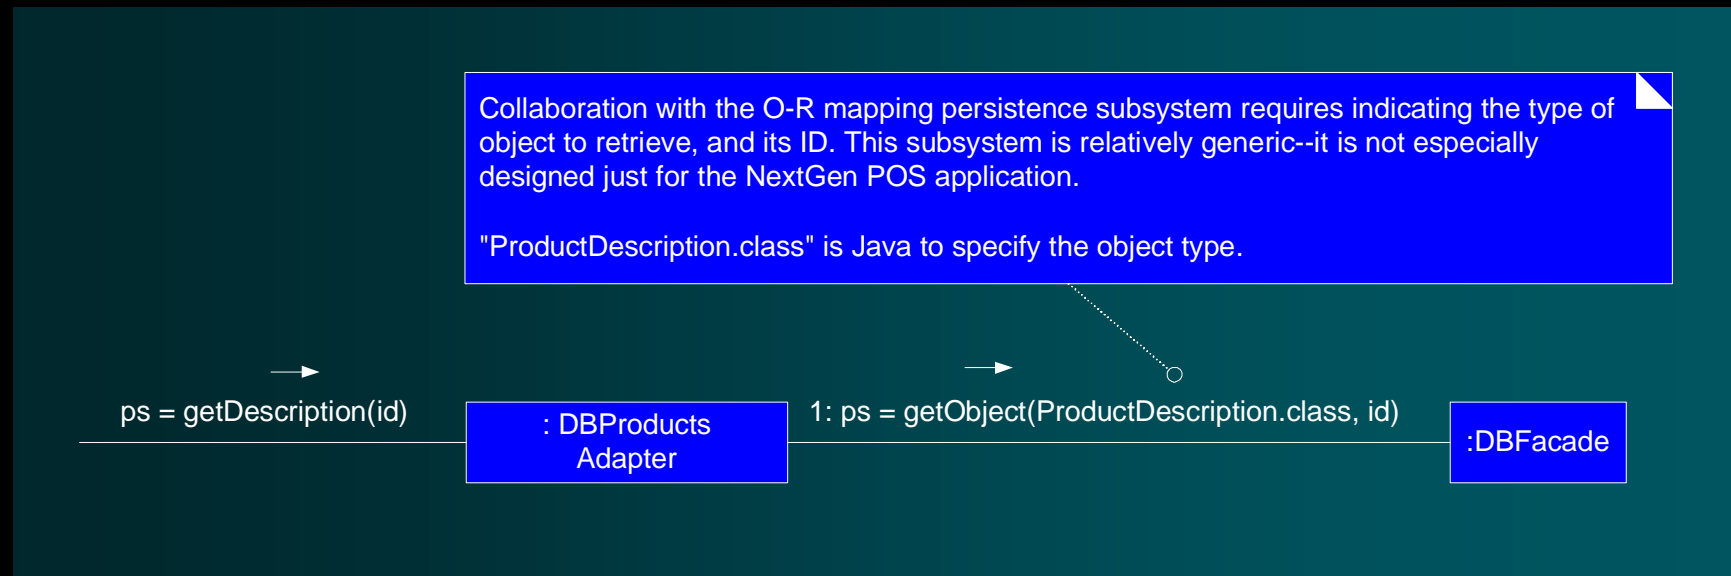 Collaboration with the O-R mapping persistence subsystem requires indicating the type of
object to retrieve, and its ID. This subsystem is relatively generic--it is not especially
designed just for the NextGen POS application.
"ProductDescription.class" is Java to specify the object type.
ps = getDescription(id)
: DBProducts
Adapter
1: ps = getObject(ProductDescription.class, id)
:DBFacade